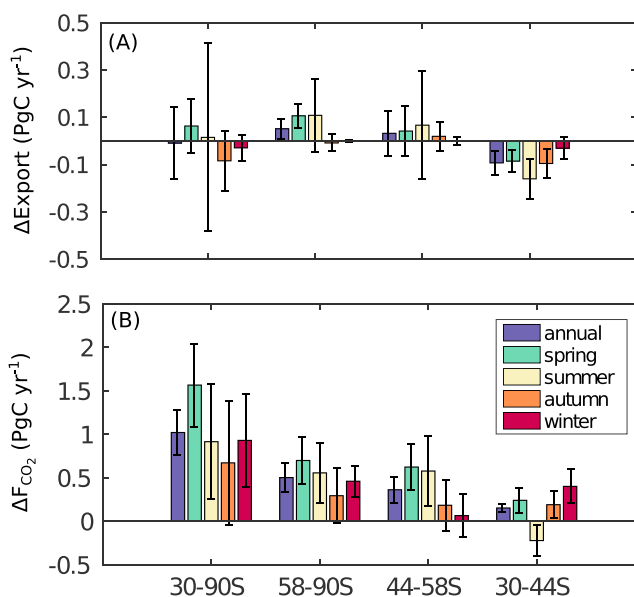 (A)
ΔExport (PgC yr⁻¹)
0.5
0.3
0.1
-0.1
-0.3
-0.5
(B)
ΔF_CO₂ (PgC yr⁻¹)
2.5
2
1.5
1
0.5
0
-0.5
annual
spring
summer
autumn
winter
30-90S 58-90S 44-58S 30-44S